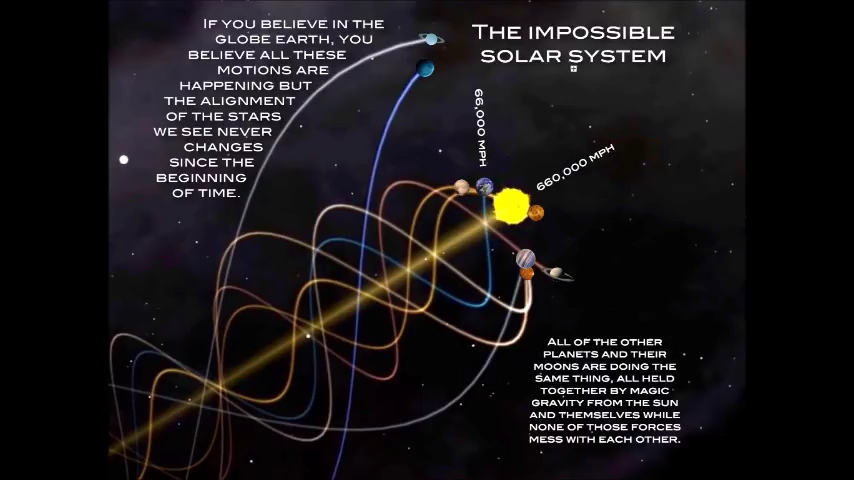 If you believe in the
globe Earth, you
believe all these
motions are
happening but
the alignment
of the stars
we see never
changes
since the
beginning
of time.
The impossible
solar system
66,000 mph
660,000 mph
All of the other
planets and their
moons are doing the
same thing, all held
together by magic
gravity from the sun
and themselves while
none of those forces
mess with each other.